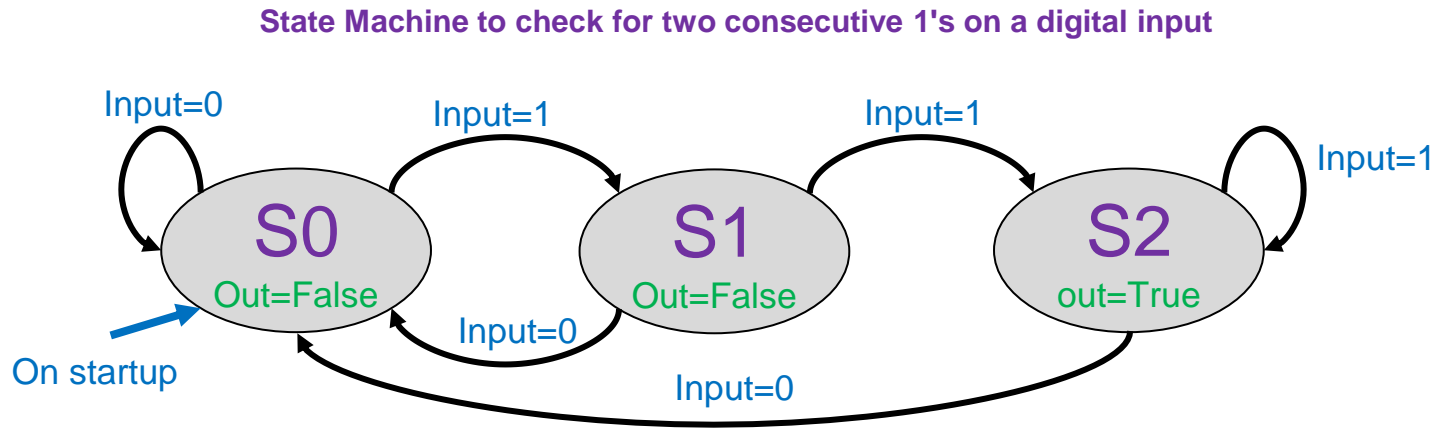 State Machine to check for two consecutive 1's on a digital input
Input=0
Input=1
Input=1
Input=1
S0
Out=False
S1
Out=False
S2
out=True
Input=0
On startup
Input=0